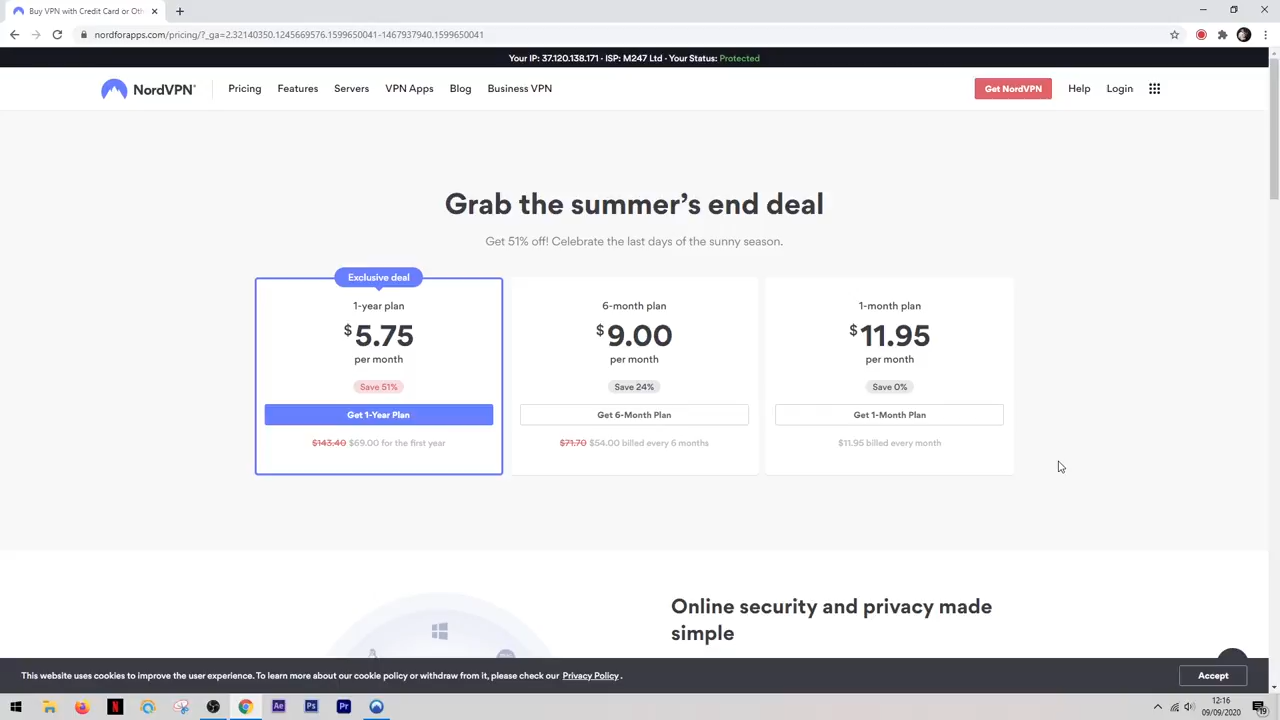 Buy VPN with Credit Card or Oth
nordforapps.com/pricing/?_ga=2.32140350.1245669576.1599650041-1467937940.1599650041
Your IP: 37.120.138.171 · ISP: M247 Ltd · Your Status: Protected
NordVPN®
Pricing
Features
Servers
VPN Apps
Blog
Business VPN
Get NordVPN
Help
Login
Grab the summer's end deal
Get 51% off! Celebrate the last days of the sunny season.
Exclusive deal
1-year plan
$5.75
per month
Save 51%
Get 1-Year Plan
$143.40 $69.00 for the first year
6-month plan
$9.00
per month
Save 24%
Get 6-Month Plan
$71.70 $54.00 billed every 6 months
1-month plan
$11.95
per month
Save 0%
Get 1-Month Plan
$11.95 billed every month
Online security and privacy made
simple
This website uses cookies to improve the user experience. To learn more about our cookie policy or withdraw from it, please check our Privacy Policy .
Accept
Ae
Ps
Pr
12:16
09/09/2020
19